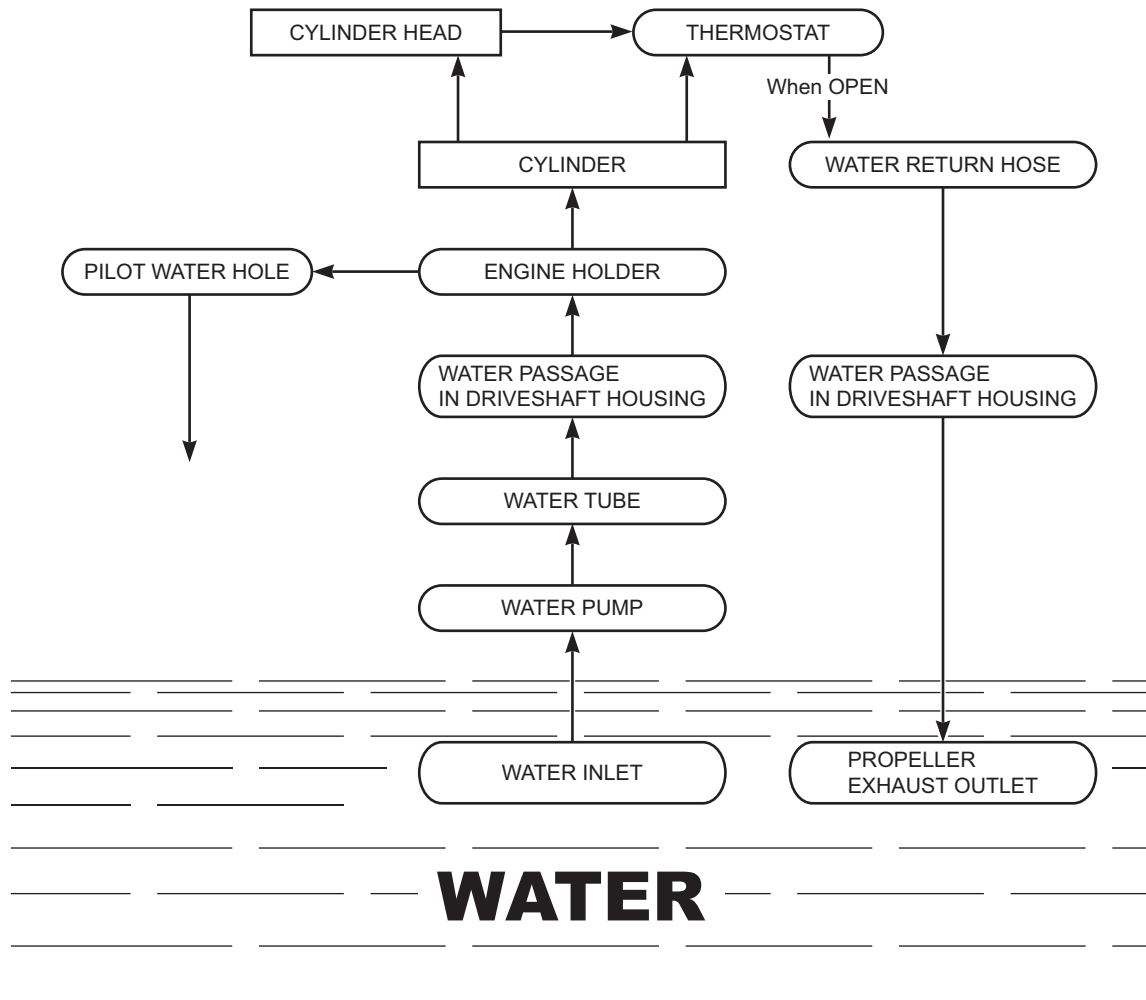 CYLINDER HEAD
THERMOSTAT
When OPEN
CYLINDER
WATER RETURN HOSE
PILOT WATER HOLE
ENGINE HOLDER
WATER PASSAGE
IN DRIVESHAFT HOUSING
WATER PASSAGE
IN DRIVESHAFT HOUSING
WATER TUBE
WATER PUMP
WATER INLET
PROPELLER
EXHAUST OUTLET
WATER